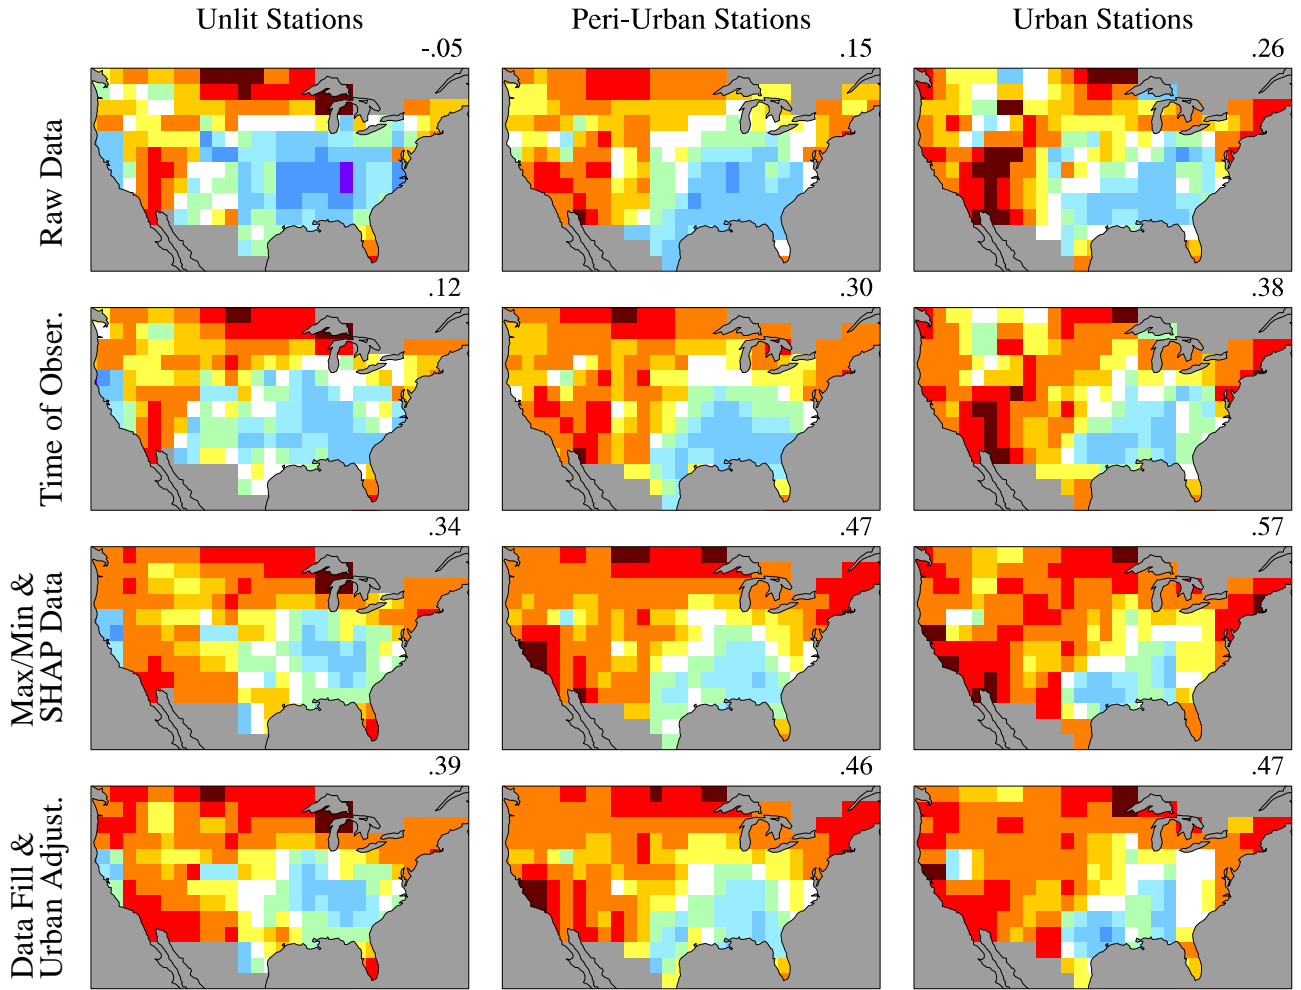 Unlit Stations Peri-Urban Stations Urban Stations
-.05 .15 .26
Raw Data
.12 .30 .38
Time of Obser.
.34 .47 .57
Max/Min &
SHAP Data
.39 .46 .47
Data Fill &
Urban Adjust.